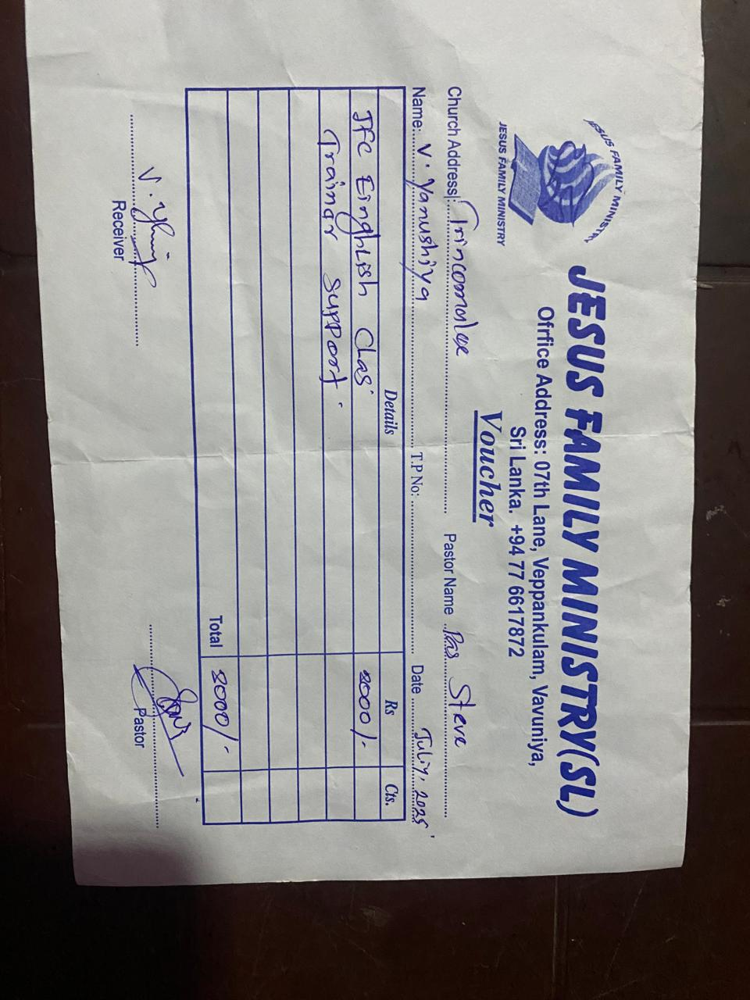 JESUS FAMILY MINISTRY
JESUS FAMILY MINISTRY
JESUS FAMILY MINISTRY(SL)
Ofrfice Address: 07th Lane, Veppankulam, Vavuniya,
Sri Lanka. +94 77 6617872
Voucher
Church Address: Trincomalee Pastor Name Pas Steve
Name: V. Yanushiya T.P No: Date Juliy, 2025
Details Rs Cts.
JFC Einghlish Clas 2000/-
Trainar Support.
Total 2000/-
Receiver Pastor